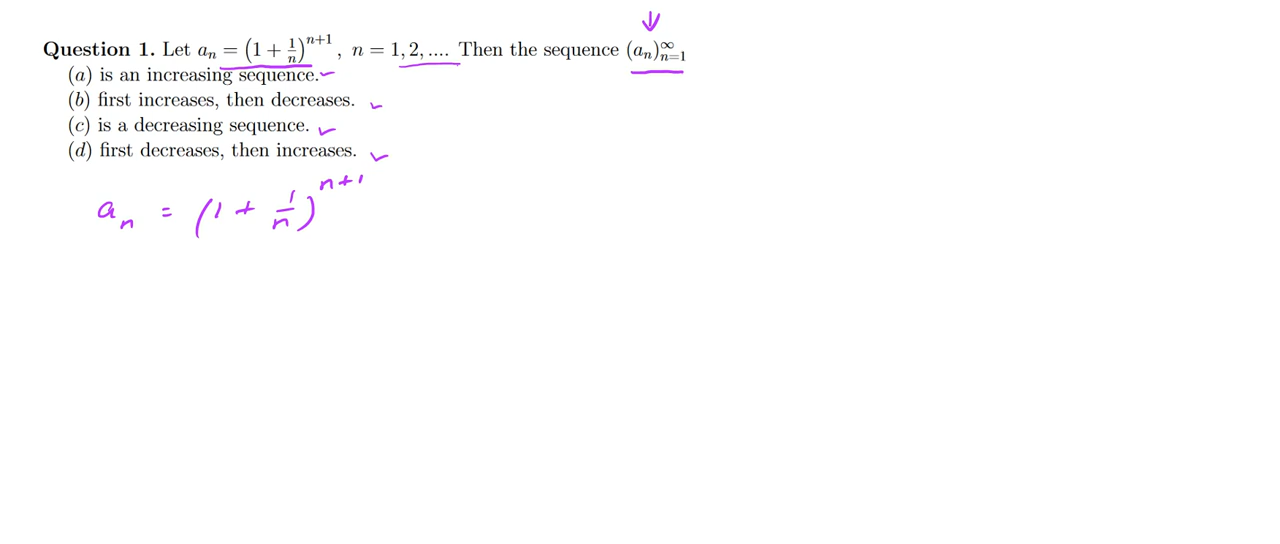 Question 1. Let aₙ = (1 + 1/n)ⁿ⁺¹ , n = 1, 2, .... Then the sequence (aₙ)∞ₙ₌₁
(a) is an increasing sequence.
(b) first increases, then decreases.
(c) is a decreasing sequence.
(d) first decreases, then increases.
aₙ = (1 + 1/n)ⁿ⁺¹